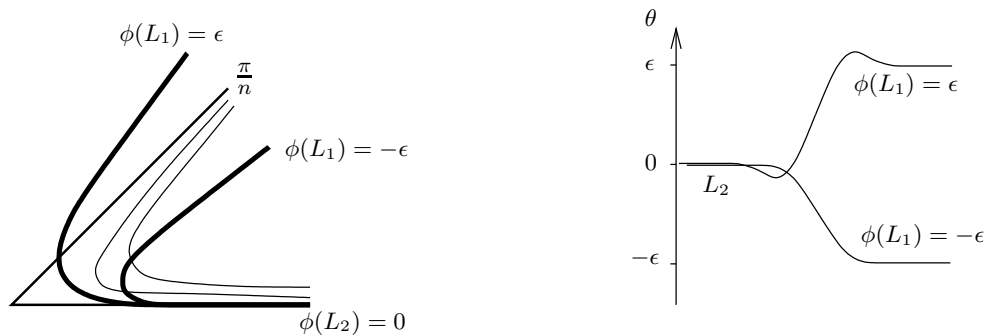 ϕ(L₁) = ϵ
π/n
ϕ(L₁) = −ϵ
ϕ(L₂) = 0
θ
ϵ
ϕ(L₁) = ϵ
0
L₂
ϕ(L₁) = −ϵ
−ϵ